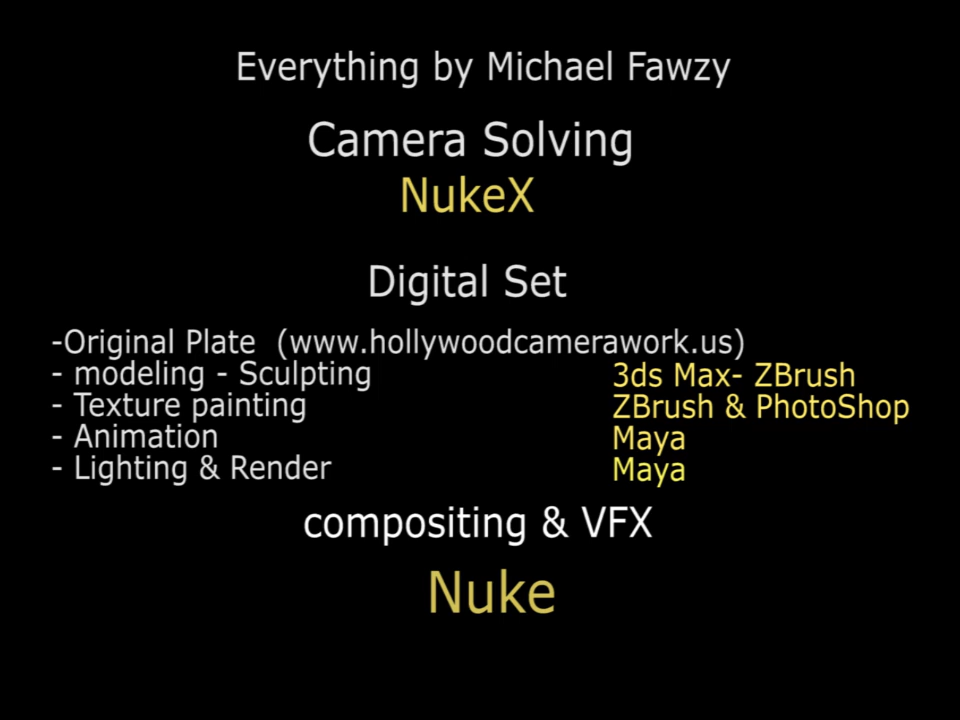 Everything by Michael Fawzy
Camera Solving
NukeX
Digital Set
-Original Plate (www.hollywoodcamerawork.us)
- modeling - Sculpting 3ds Max- ZBrush
- Texture painting ZBrush & PhotoShop
- Animation Maya
- Lighting & Render Maya
compositing & VFX
Nuke